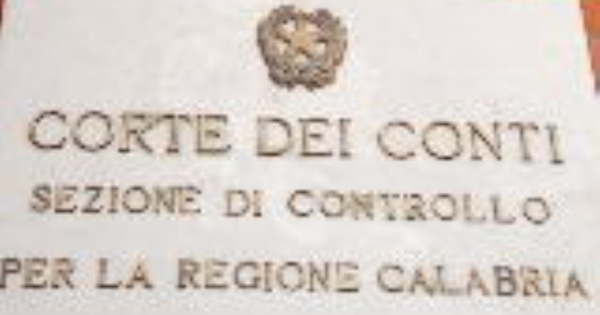 CORTE DEI CONTI
SEZIONE DI CONTROLLO
PER LA REGIONE CALABRIA